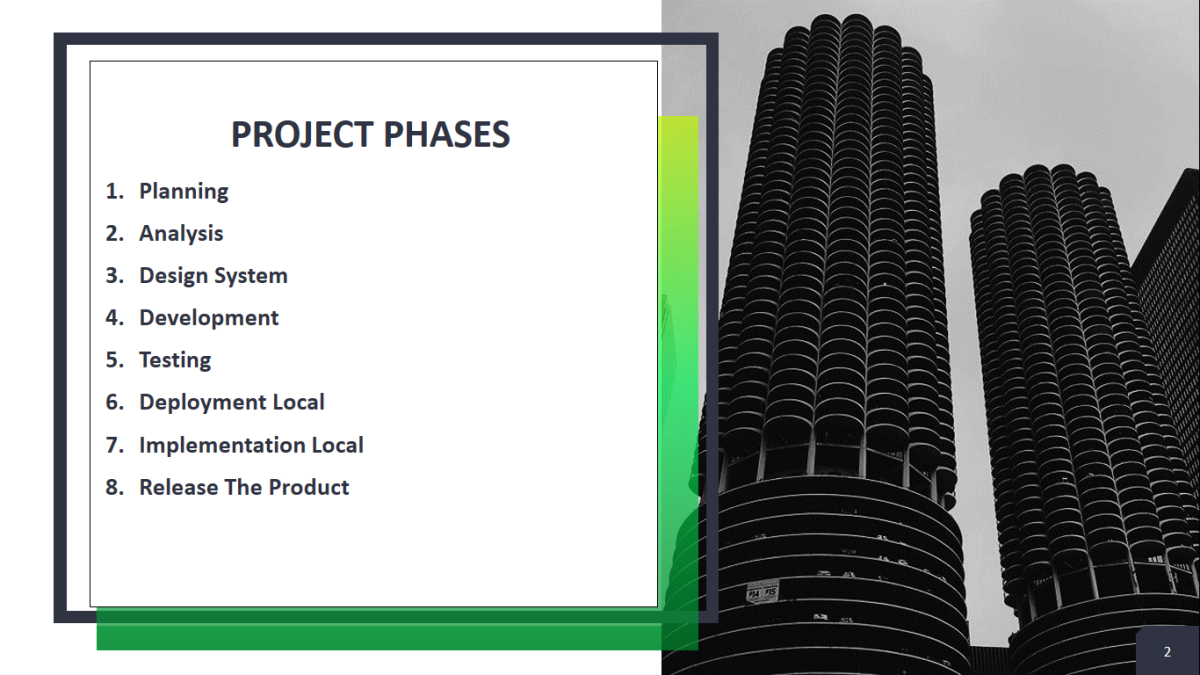 PROJECT PHASES
1. Planning
2. Analysis
3. Design System
4. Development
5. Testing
6. Deployment Local
7. Implementation Local
8. Release The Product
2